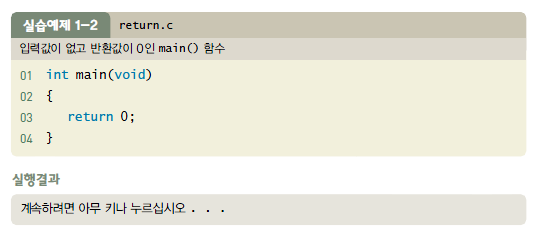 실습예제 1-2 return.c
입력값이 없고 반환값이 0인 main() 함수
01 int main(void)
02 {
03 return 0;
04 }
실행결과
계속하려면 아무 키나 누르십시오 . . .